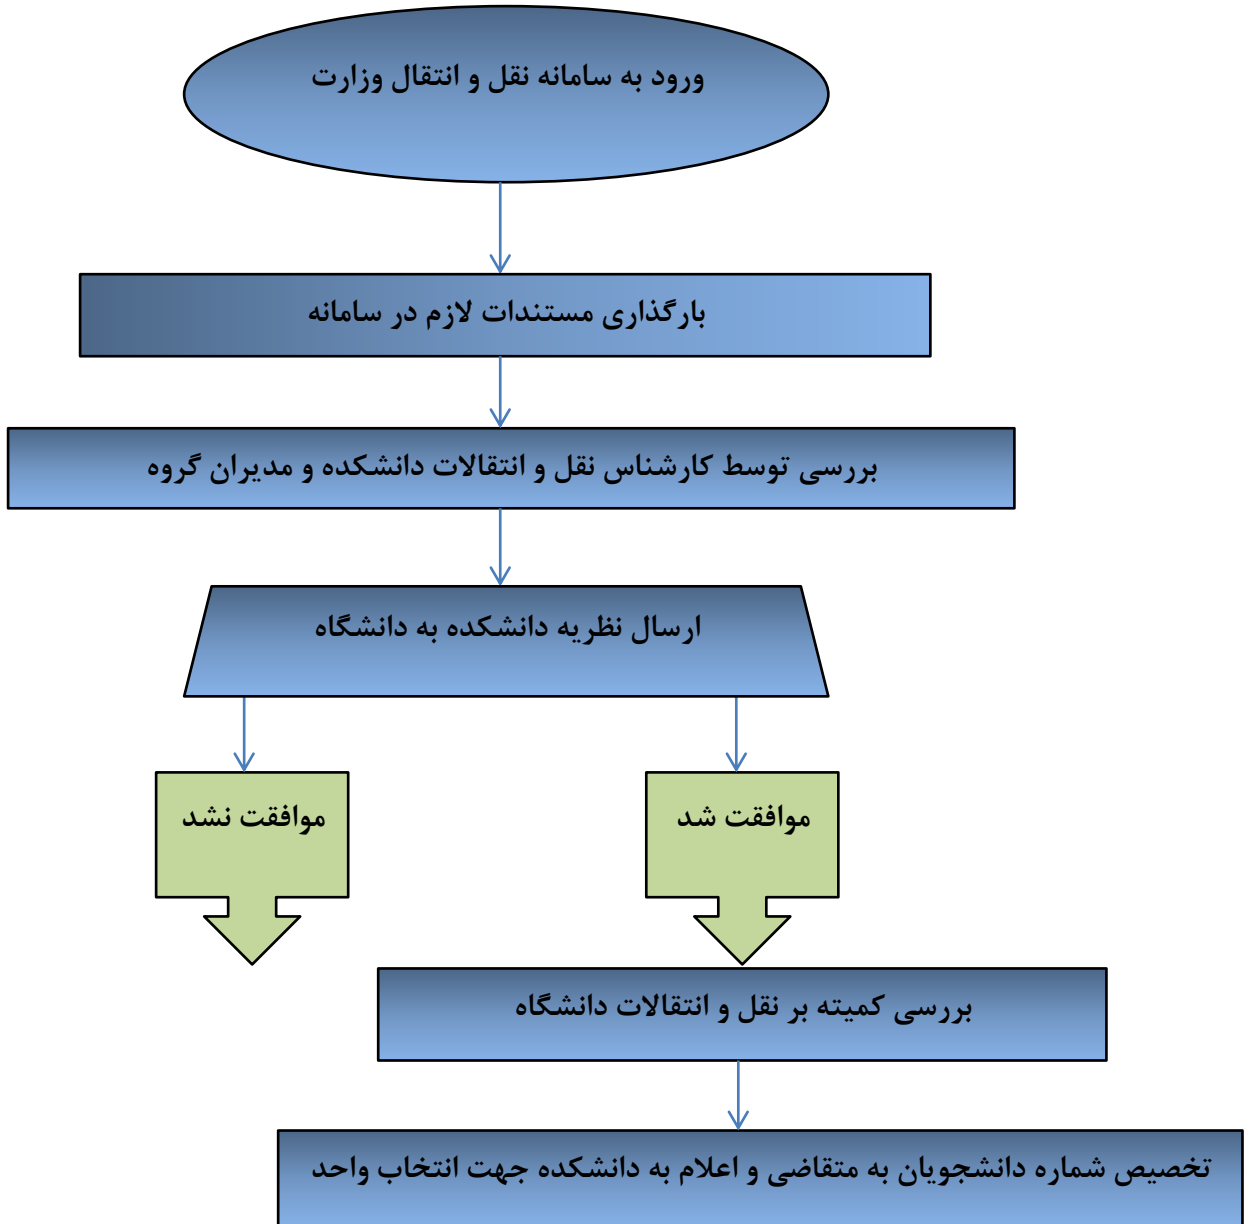 ورود به سامانه نقل و انتقال وزارت
بارگذاری مستندات لازم در سامانه
بررسی توسط کارشناس نقل و انتقالات دانشکده و مدیران گروه
ارسال نظریه دانشکده به دانشگاه
موافقت شد
موافقت نشد
بررسی کمیته بر نقل و انتقالات دانشگاه
تخصیص شماره دانشجویان به متقاضی و اعلام به دانشکده جهت انتخاب واحد